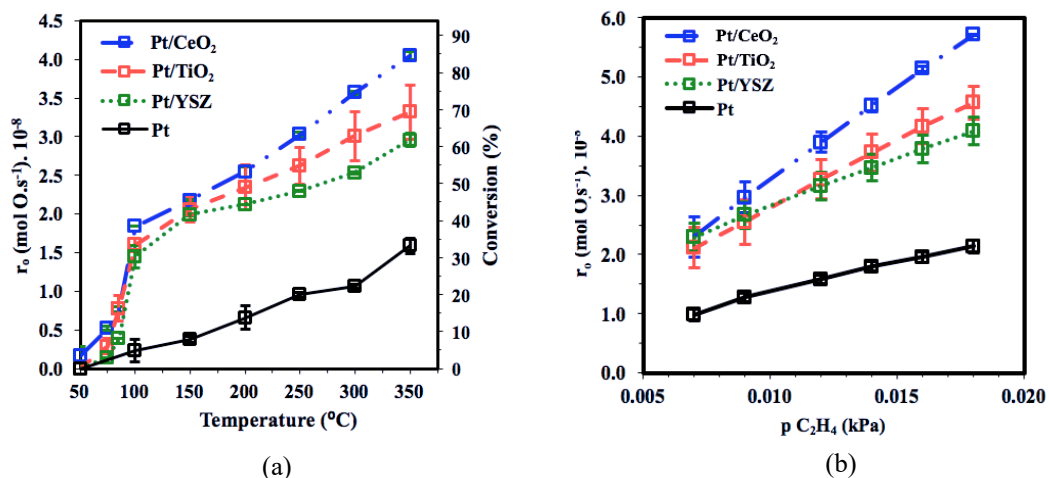 4.5
4.0
3.5
3.0
2.5
2.0
1.5
1.0
0.5
0.0
rₒ (mol O.s⁻¹). 10⁻⁸
Pt/CeO₂
Pt/TiO₂
Pt/YSZ
Pt
90
80
70
60
50
40
30
20
10
0
Conversion (%)
50 100 150 200 250 300 350
Temperature (⁰C)
(a)
6.0
5.0
4.0
3.0
2.0
1.0
0.0
rₒ (mol O.s⁻¹). 10⁻⁸
Pt/CeO₂
Pt/TiO₂
Pt/YSZ
Pt
0.005 0.010 0.015 0.020
p C₂H₄ (kPa)
(b)